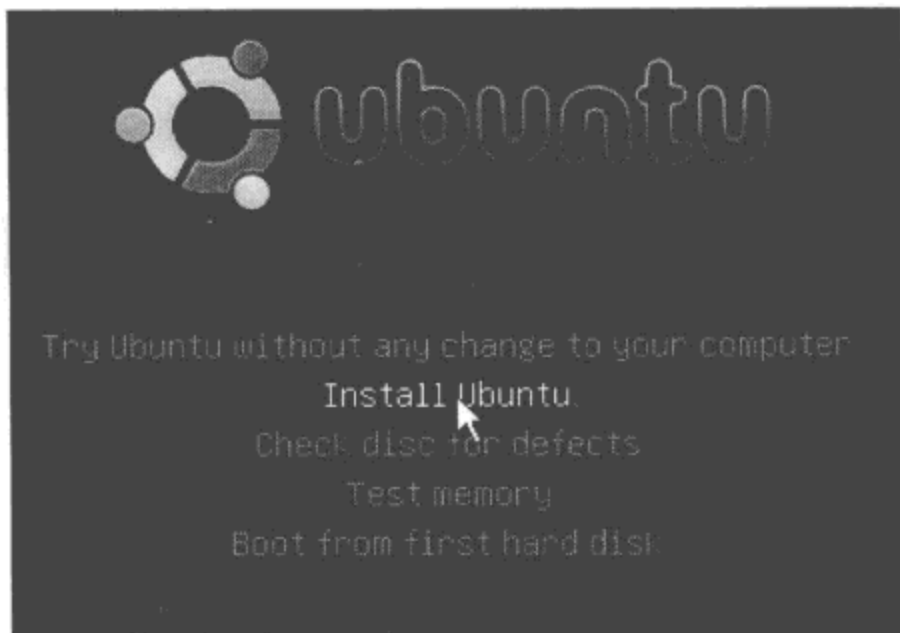 ubuntu
Try Ubuntu without any change to your computer
Install Ubuntu
Check disc for defects
Test memory
Boot from first hard disk